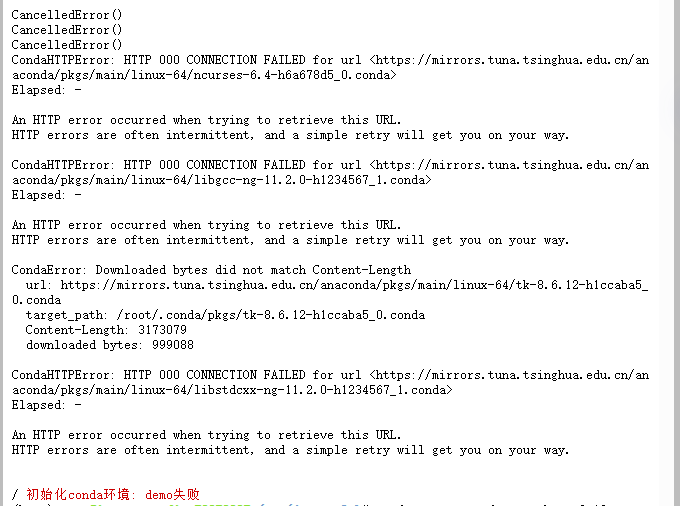 CancelledError()
CancelledError()
CancelledError()
CondaHTTPError: HTTP 000 CONNECTION FAILED for url <https://mirrors.tuna.tsinghua.edu.cn/an
aconda/pkgs/main/linux-64/ncurses-6.4-h6a678d5_0.conda>
Elapsed: -
An HTTP error occurred when trying to retrieve this URL.
HTTP errors are often intermittent, and a simple retry will get you on your way.
CondaHTTPError: HTTP 000 CONNECTION FAILED for url <https://mirrors.tuna.tsinghua.edu.cn/an
aconda/pkgs/main/linux-64/libgcc-ng-11.2.0-h1234567_1.conda>
Elapsed: -
An HTTP error occurred when trying to retrieve this URL.
HTTP errors are often intermittent, and a simple retry will get you on your way.
CondaError: Downloaded bytes did not match Content-Length
url: https://mirrors.tuna.tsinghua.edu.cn/anaconda/pkgs/main/linux-64/tk-8.6.12-h1ccaba5_
0.conda
target_path: /root/.conda/pkgs/tk-8.6.12-h1ccaba5_0.conda
Content-Length: 3173079
downloaded bytes: 999088
CondaHTTPError: HTTP 000 CONNECTION FAILED for url <https://mirrors.tuna.tsinghua.edu.cn/an
aconda/pkgs/main/linux-64/libstdcxx-ng-11.2.0-h1234567_1.conda>
Elapsed: -
An HTTP error occurred when trying to retrieve this URL.
HTTP errors are often intermittent, and a simple retry will get you on your way.
/ 初始化conda环境: demo失败